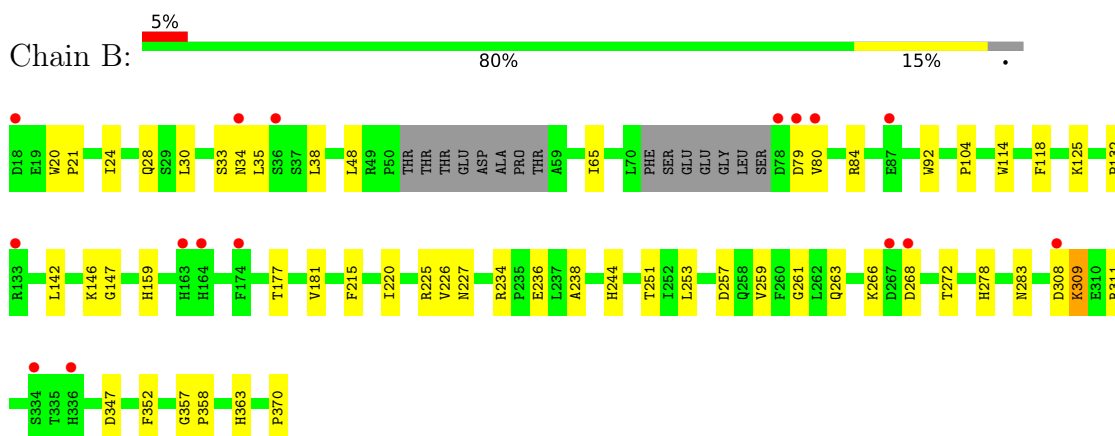 5%
Chain B:
80% 15% •
D18 E19 W20 P21 I24 Q28 S29 L30 S33 N34 L35 S36 S37 L38 L48 R49 P50 THR THR THR GLU ASP ALA PRO THR A59 I65 L70 PHE SER GLU GLU GLY LEU SER D78 D79 V80 R84 E87 W92 P104 W114 F118 K125 R132
R133 L142 K146 G147 H159 H163 H164 F174 T177 V181 F215 I220 R225 V226 N227 R234 P235 E236 L237 A238 H244 T251 I252 L253 D257 Q258 V259 F260 G261 L262 Q263 K266 D267 D268 T272 H278 N283 D308 K309 E310
S334 T335 H336 D347 F352 G357 P358 H363 P370